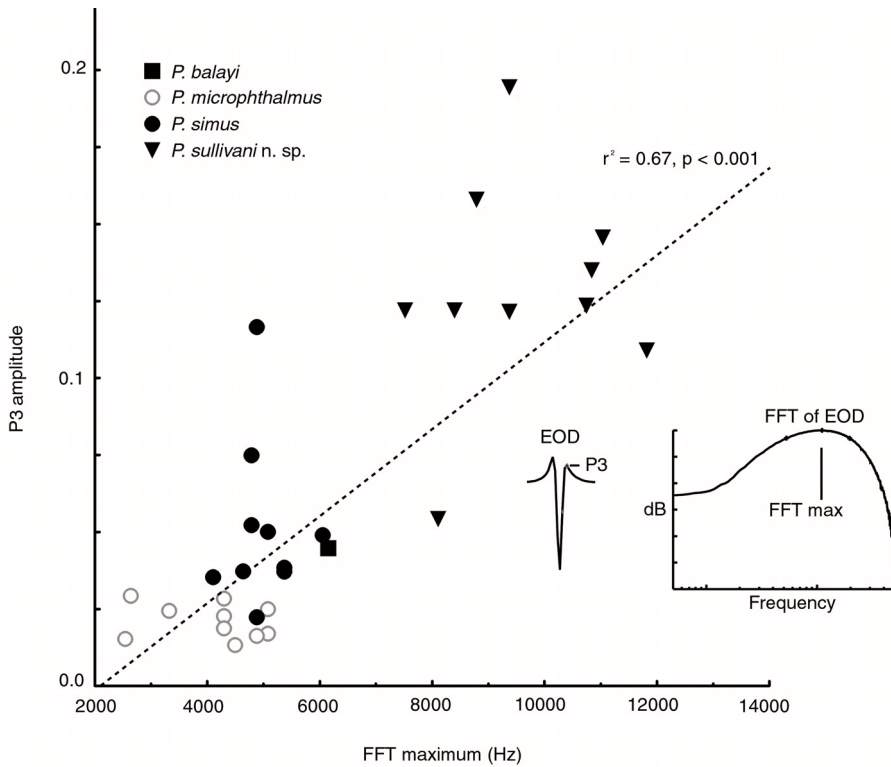 0.2
P. balayi
P. microphthalmus
P. simus
P. sullivani n. sp.
r² = 0.67, p < 0.001
P3 amplitude
0.1
EOD
P3
FFT of EOD
dB
FFT max
Frequency
0.0
2000 4000 6000 8000 10000 12000 14000
FFT maximum (Hz)